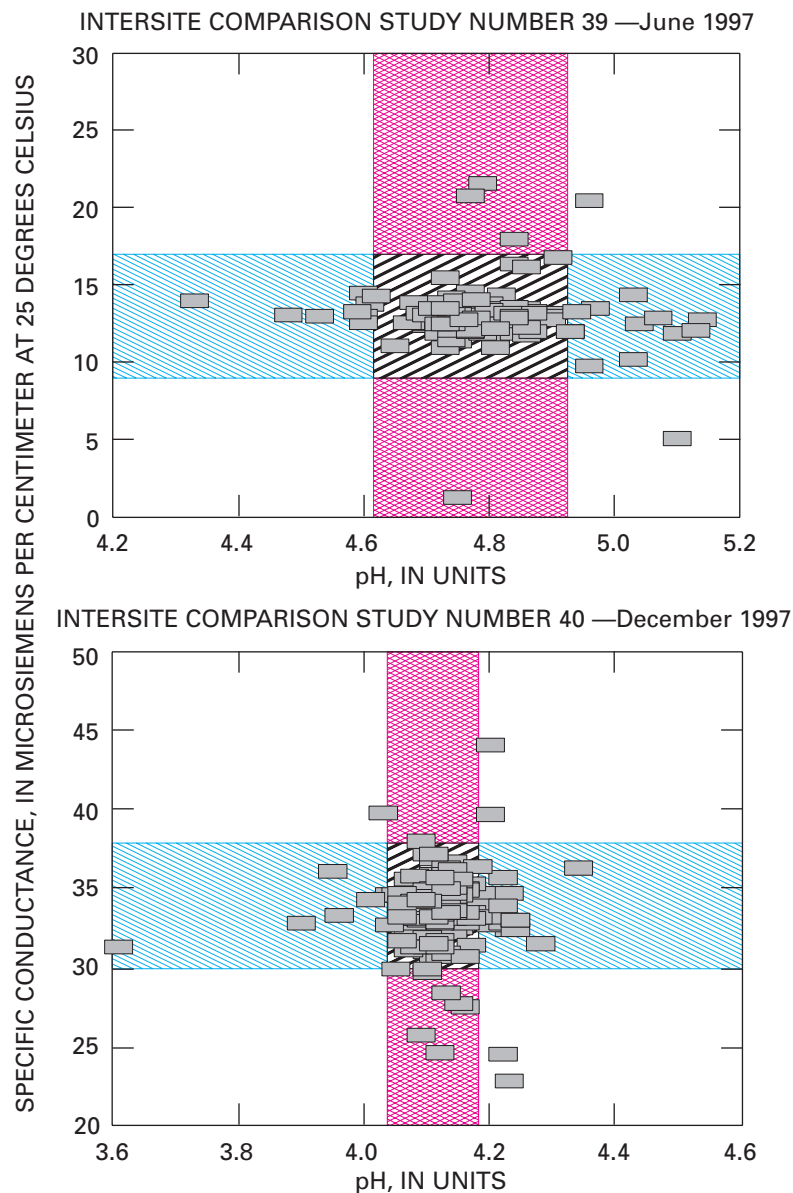 INTERSITE COMPARISON STUDY NUMBER 39 —June 1997
SPECIFIC CONDUCTANCE, IN MICROSIEMENS PER CENTIMETER AT 25 DEGREES CELSIUS
30
25
20
15
10
5
0
4.2 4.4 4.6 4.8 5.0 5.2
pH, IN UNITS
INTERSITE COMPARISON STUDY NUMBER 40 —December 1997
50
45
40
35
30
25
20
3.6 3.8 4.0 4.2 4.4 4.6
pH, IN UNITS